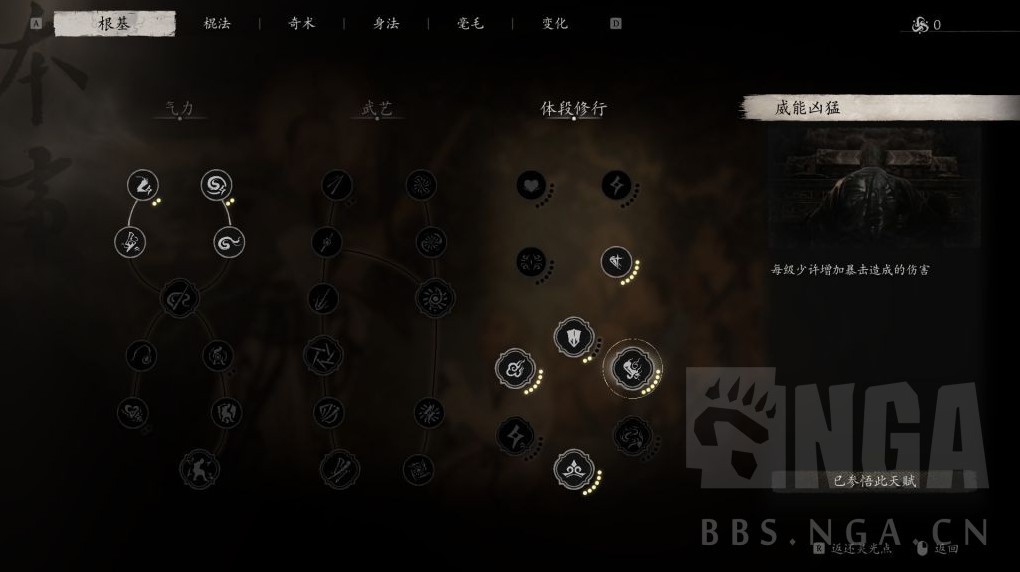 A 根基 棍法 奇术 身法 毫毛 变化 D 0
本事
气力 武艺 体段修行
威能凶猛
每级少许增加暴击造成的伤害
NGA
已参悟此天赋
BBS.NGA.CN
R 返还灵光点 返回